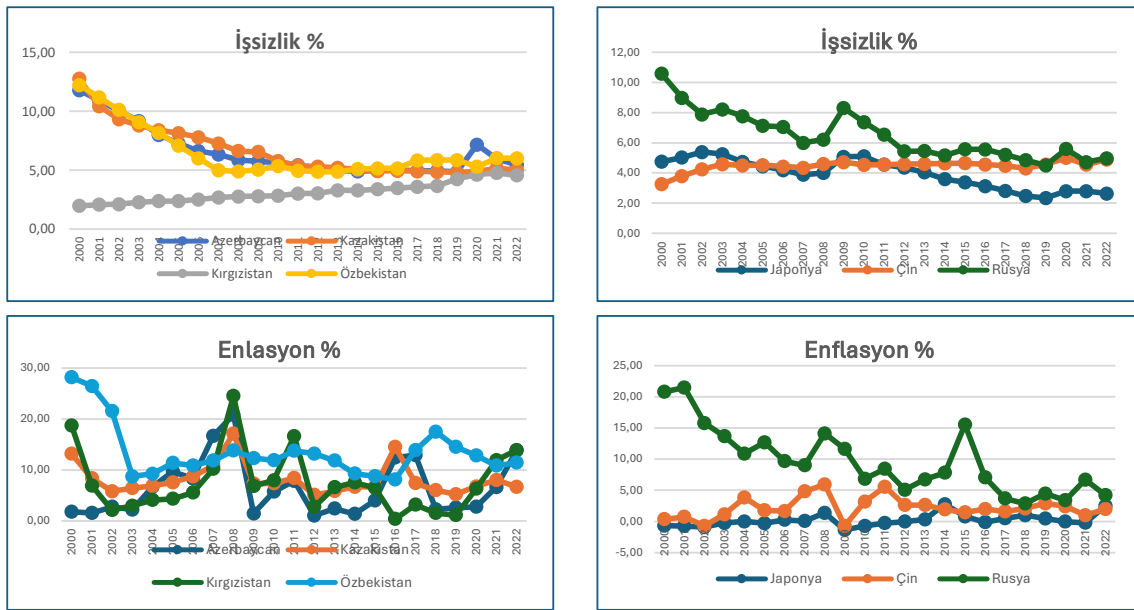 İşsizlik %
15,00
10,00
5,00
0,00
2000 2001 2002 2003 2004 2005 2006 2007 2008 2009 2010 2011 2012 2013 2014 2015 2016 2017 2018 2019 2020 2021 2022
Azerbaycan Kazakistan
Kırgızistan Özbekistan
İşsizlik %
12,00
10,00
8,00
6,00
4,00
2,00
0,00
2000 2001 2002 2003 2004 2005 2006 2007 2008 2009 2010 2011 2012 2013 2014 2015 2016 2017 2018 2019 2020 2021 2022
Japonya Çin Rusya
Enlasyon %
30,00
20,00
10,00
0,00
2000 2001 2002 2003 2004 2005 2006 2007 2008 2009 2010 2011 2012 2013 2014 2015 2016 2017 2018 2019 2020 2021 2022
Azerbaycan Kazakistan
Kırgızistan Özbekistan
Enflasyon %
25,00
20,00
15,00
10,00
5,00
0,00
-5,00
2000 2001 2002 2003 2004 2005 2006 2007 2008 2009 2010 2011 2012 2013 2014 2015 2016 2017 2018 2019 2020 2021 2022
Japonya Çin Rusya